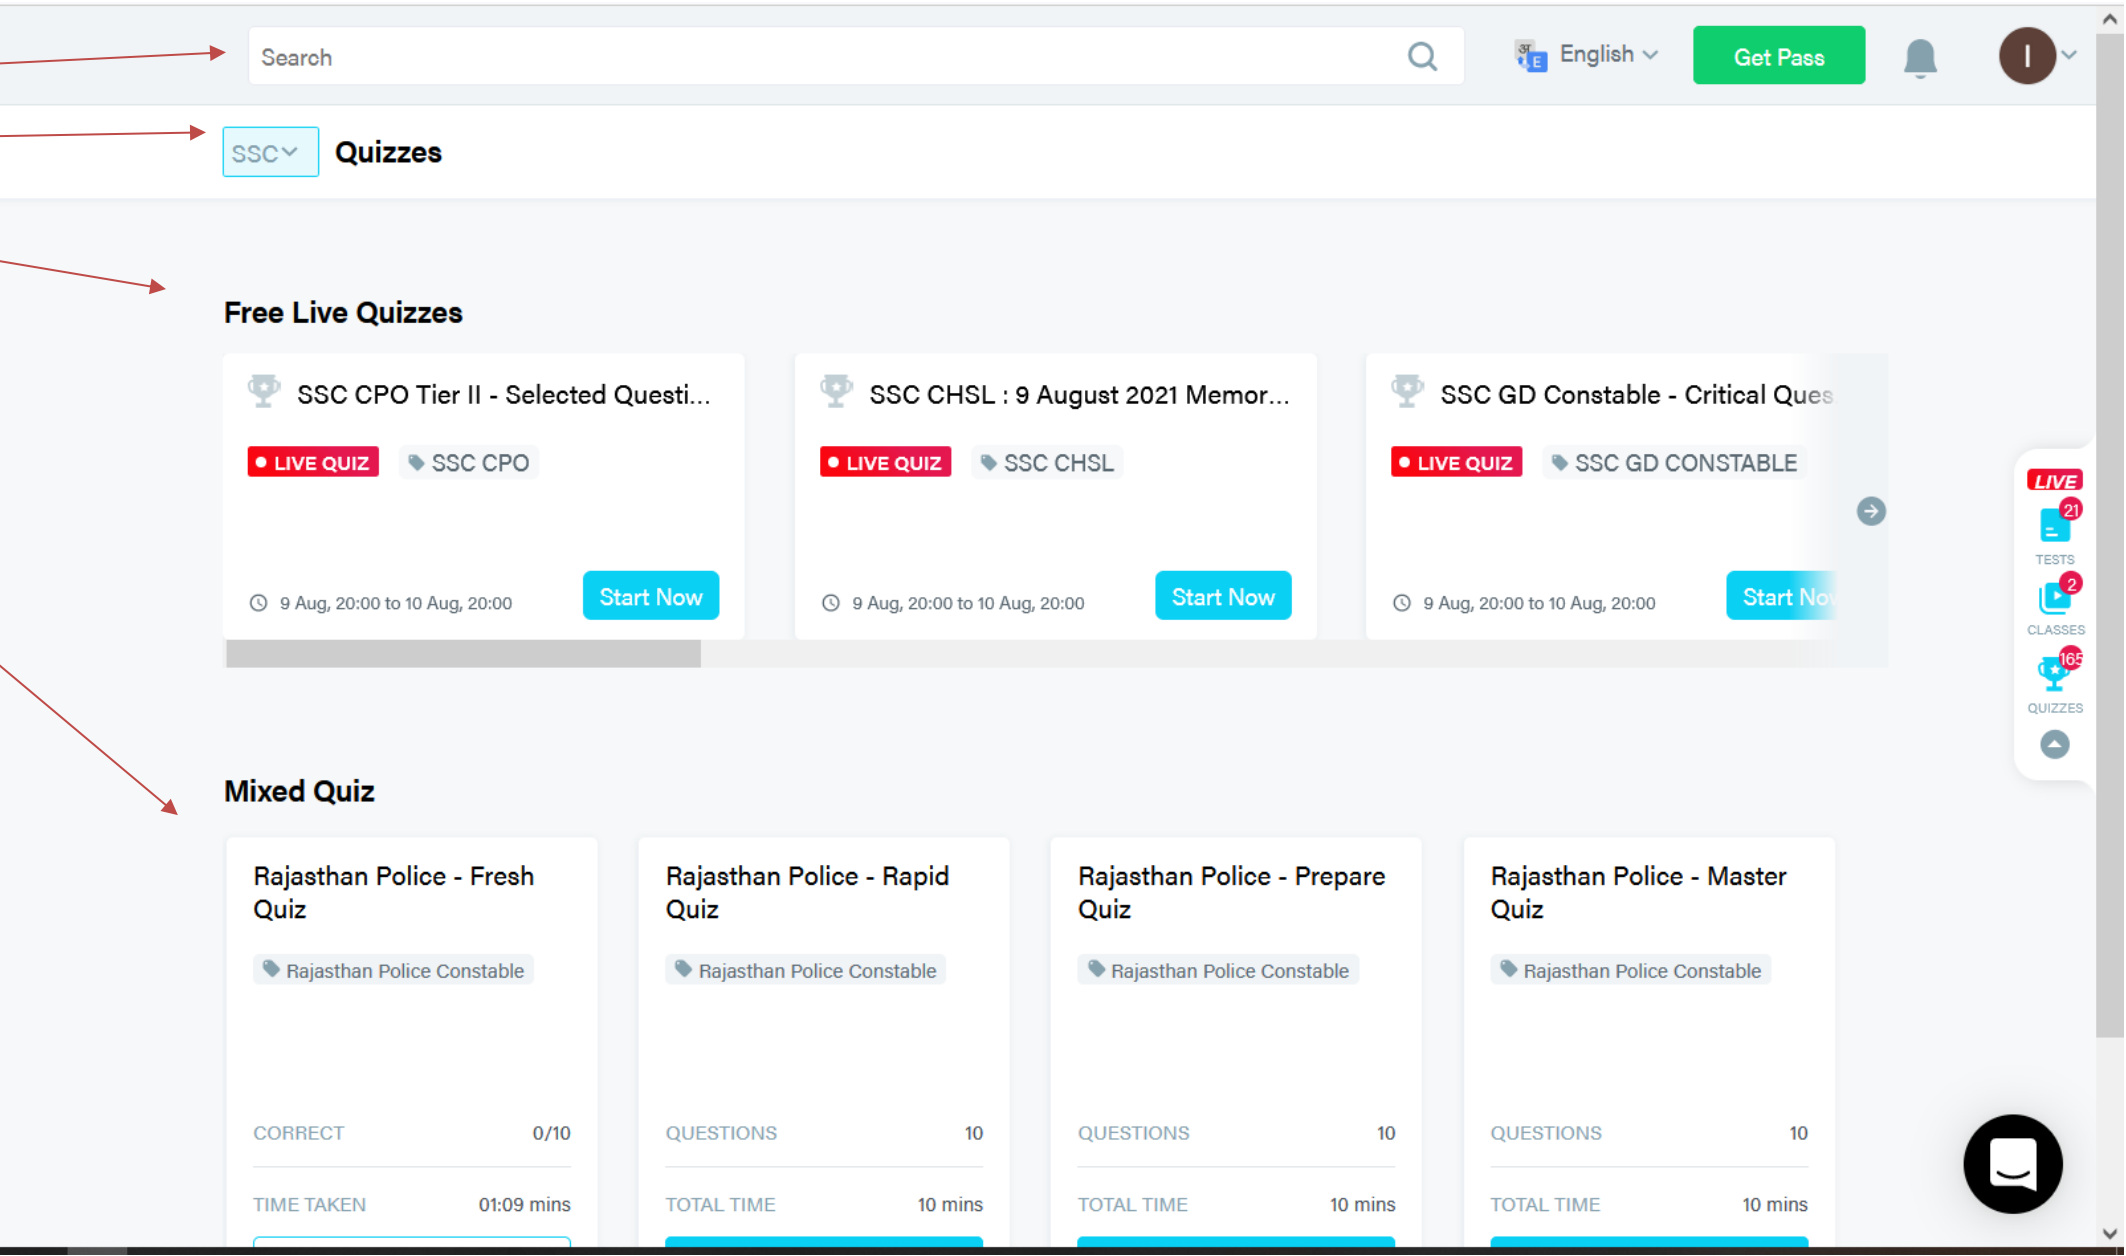 Search
अ E English
Get Pass
I
SSC Quizzes
Free Live Quizzes
SSC CPO Tier II - Selected Questi...
LIVE QUIZ SSC CPO
9 Aug, 20:00 to 10 Aug, 20:00 Start Now
SSC CHSL : 9 August 2021 Memor...
LIVE QUIZ SSC CHSL
9 Aug, 20:00 to 10 Aug, 20:00 Start Now
SSC GD Constable - Critical Ques
LIVE QUIZ SSC GD CONSTABLE
9 Aug, 20:00 to 10 Aug, 20:00 Start Now
LIVE
21
TESTS
2
CLASSES
165
QUIZZES
Mixed Quiz
Rajasthan Police - Fresh
Quiz
Rajasthan Police Constable
CORRECT 0/10
TIME TAKEN 01:09 mins
Rajasthan Police - Rapid
Quiz
Rajasthan Police Constable
QUESTIONS 10
TOTAL TIME 10 mins
Rajasthan Police - Prepare
Quiz
Rajasthan Police Constable
QUESTIONS 10
TOTAL TIME 10 mins
Rajasthan Police - Master
Quiz
Rajasthan Police Constable
QUESTIONS 10
TOTAL TIME 10 mins